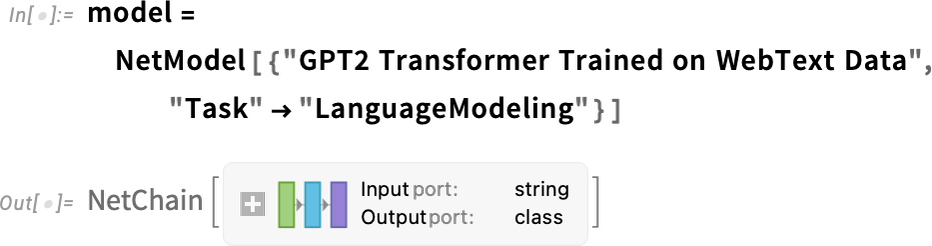 In[•]:= model =
NetModel[{"GPT2 Transformer Trained on WebText Data",
"Task" → "LanguageModeling"}]
Out[•]= NetChain[
Input port: string
Output port: class
]